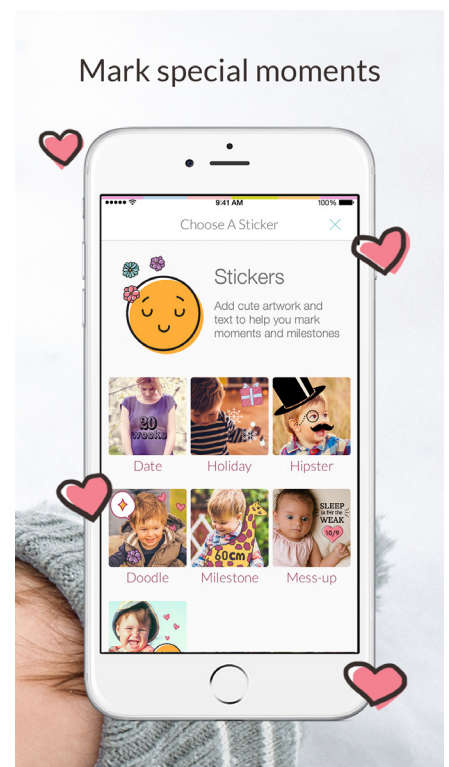 Mark special moments
9:41 AM
100%
Choose A Sticker
Stickers
Add cute artwork and
text to help you mark
moments and milestones
20
weeks
Date
Holiday
Hipster
60cm
SLEEP
is for the
WEAK
10/9
Doodle
Milestone
Mess-up